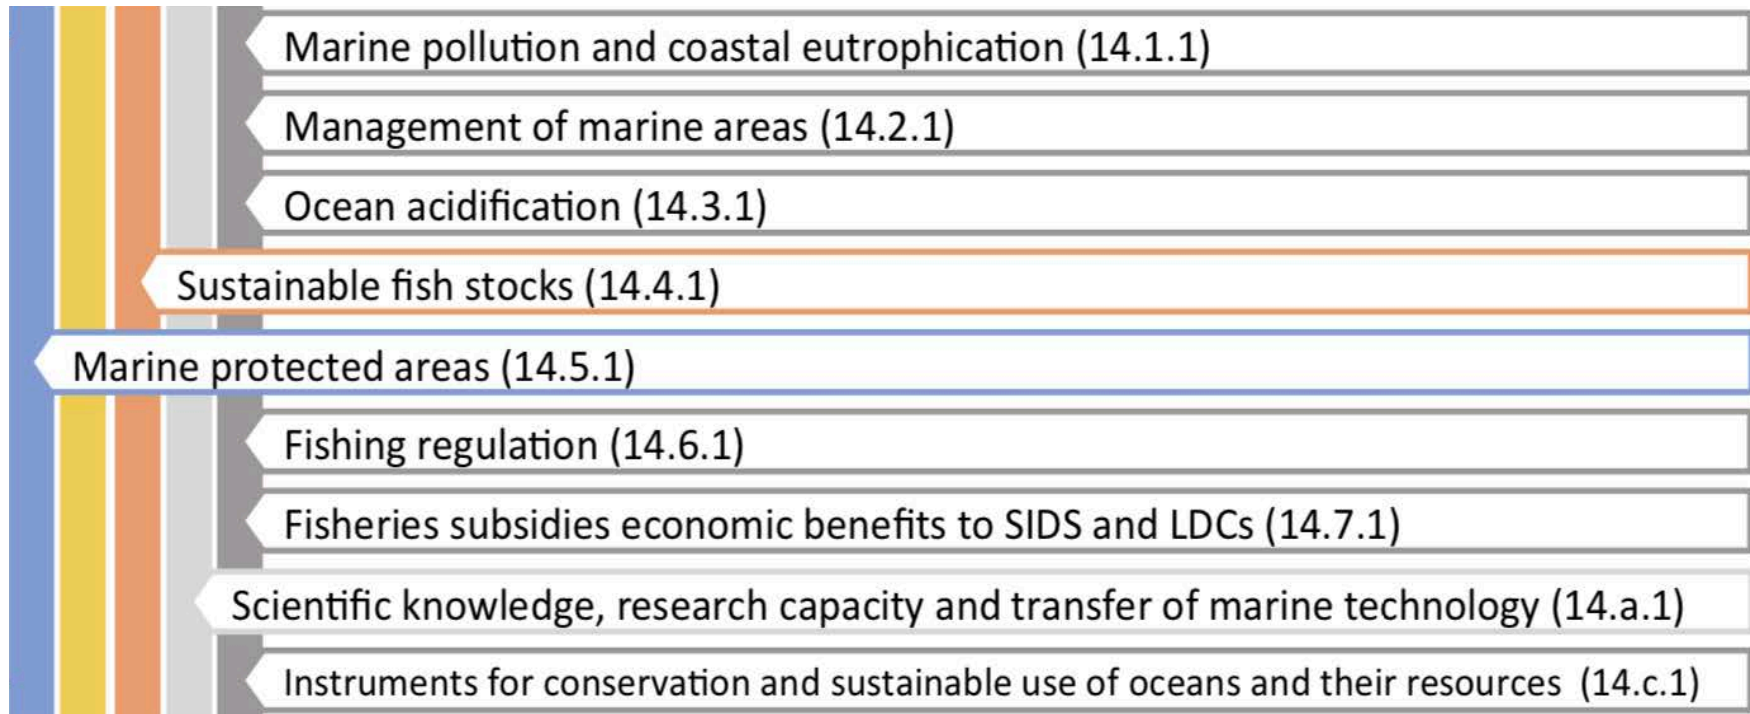 Marine pollution and coastal eutrophication (14.1.1)
Management of marine areas (14.2.1)
Ocean acidification (14.3.1)
Sustainable fish stocks (14.4.1)
Marine protected areas (14.5.1)
Fishing regulation (14.6.1)
Fisheries subsidies economic benefits to SIDS and LDCs (14.7.1)
Scientific knowledge, research capacity and transfer of marine technology (14.a.1)
Instruments for conservation and sustainable use of oceans and their resources (14.c.1)